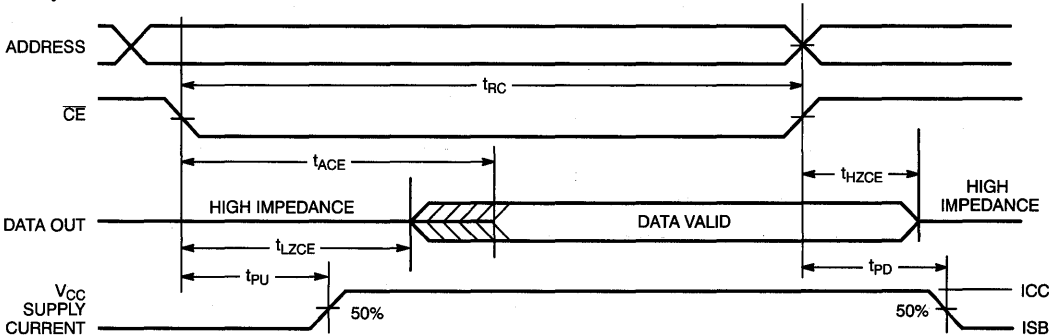 ADDRESS
tRC
CE
tACE
tHZCE
HIGH
IMPEDANCE
HIGH IMPEDANCE
DATA OUT
DATA VALID
tLZCE
tPU
tPD
VCC
SUPPLY
CURRENT
50%
50%
ICC
ISB